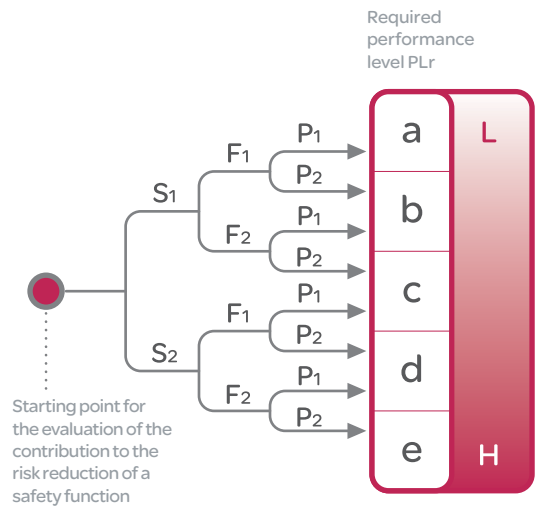 Required
performance
level PLr
a
L
P1
F1
P2
S1
b
P1
F2
P2
c
P1
F1
P2
S2
d
P1
F2
P2
e
H
Starting point for
the evaluation of the
contribution to the
risk reduction of a
safety function